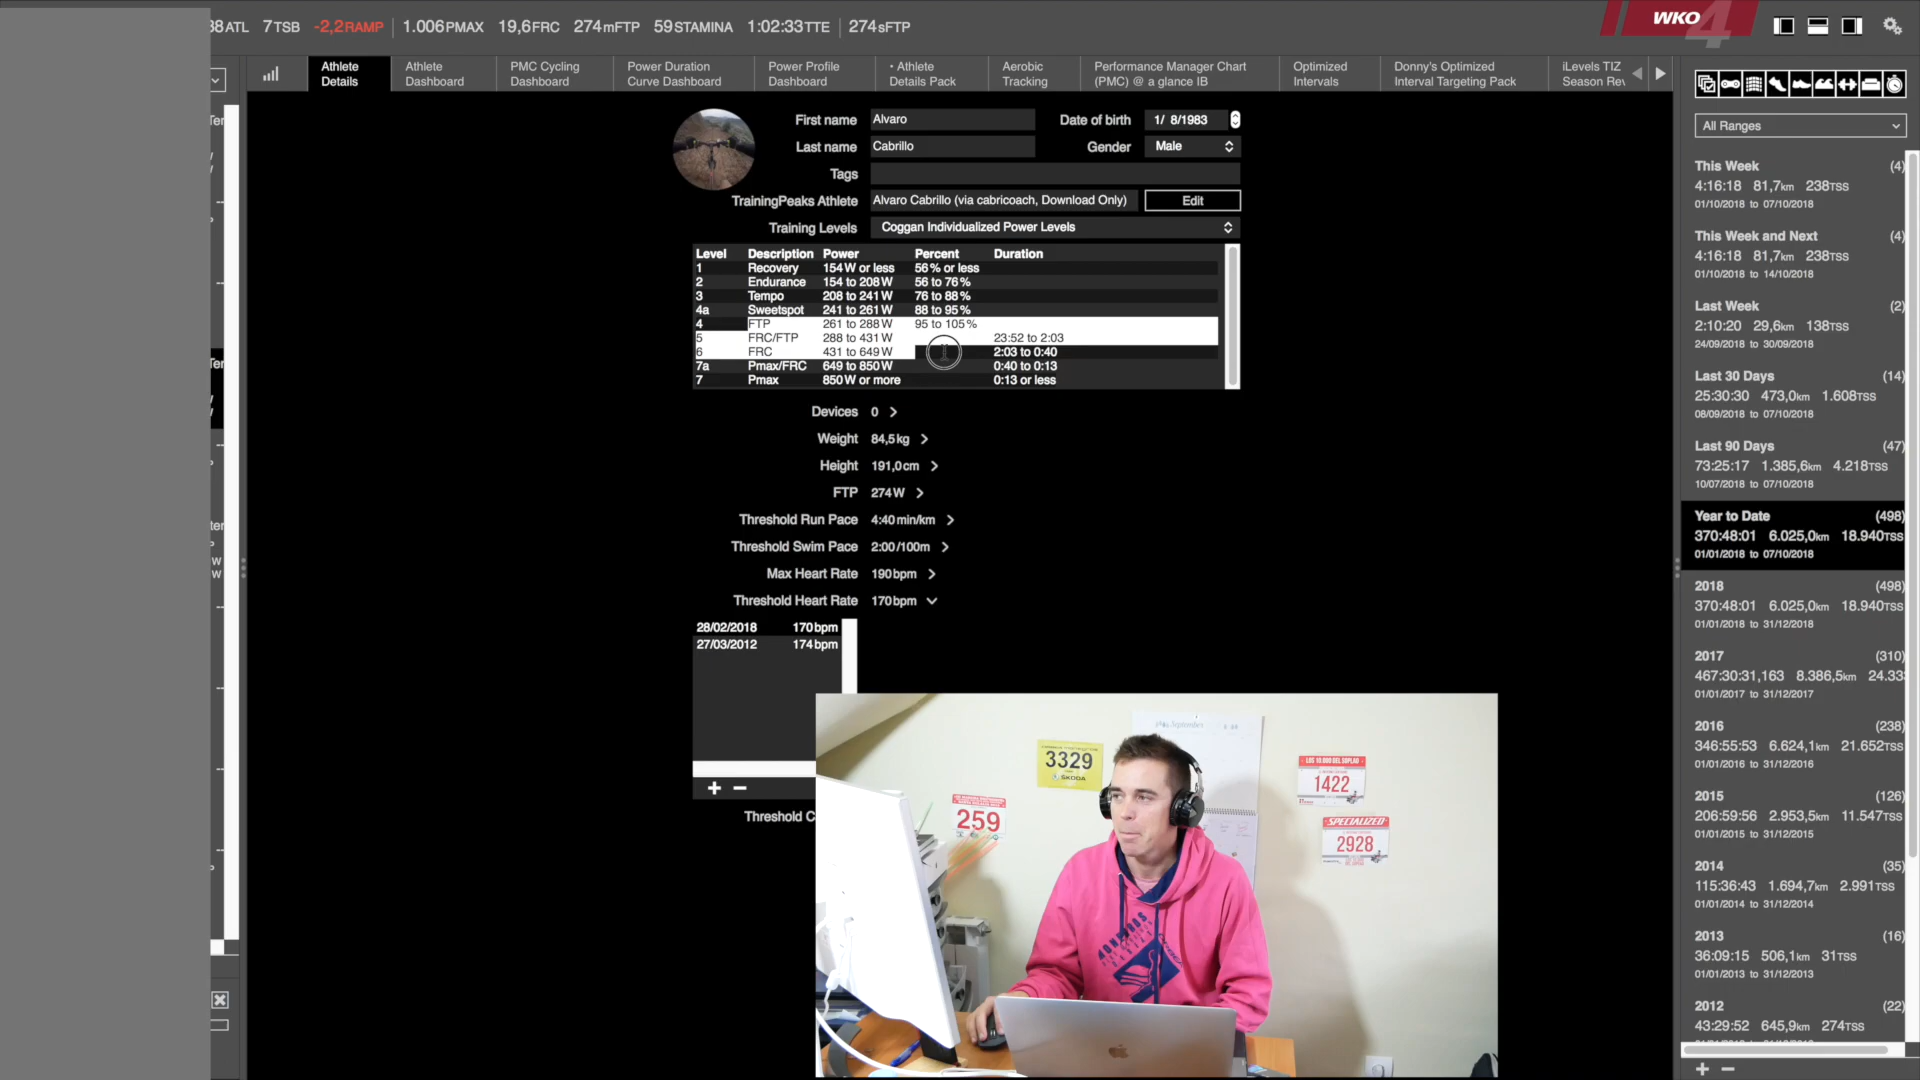 38ATL 7TSB -2,2RAMP 1.006PMAX 19,6FRC 274mFTP 59STAMINA 1:02:33TTE 274sFTP
WKO 4
Athlete Details
Athlete Dashboard
PMC Cycling Dashboard
Power Duration Curve Dashboard
Power Profile Dashboard
• Athlete Details Pack
Aerobic Tracking
Performance Manager Chart (PMC) @ a glance IB
Optimized Intervals
Donny's Optimized Interval Targeting Pack
iLevels TIZ Season Rev
First name Alvaro Date of birth 1/ 8/1983
Last name Cabrillo Gender Male
Tags
TrainingPeaks Athlete Alvaro Cabrillo (via cabricoach, Download Only) Edit
Training Levels Coggan Individualized Power Levels
Level Description Power Percent Duration
1 Recovery 154W or less 56% or less
2 Endurance 154 to 208W 56 to 76%
3 Tempo 208 to 241W 76 to 88%
4a Sweetspot 241 to 261W 88 to 95%
4 FTP 261 to 288W 95 to 105%
5 FRC/FTP 288 to 431W 23:52 to 2:03
6 FRC 431 to 649W 2:03 to 0:40
7a Pmax/FRC 649 to 850W 0:40 to 0:13
7 Pmax 850W or more 0:13 or less
Devices 0
Weight 84,5kg
Height 191,0cm
FTP 274W
Threshold Run Pace 4:40min/km
Threshold Swim Pace 2:00/100m
Max Heart Rate 190bpm
Threshold Heart Rate 170bpm
28/02/2018 170bpm
27/03/2012 174bpm
+ −
Threshold C
3329
ŠKODA
259
LOS 10.000 DEL SOPLAO
1422
SPECIALIZED
2928
All Ranges
This Week (4)
4:16:18 81,7km 238TSS
01/10/2018 to 07/10/2018
This Week and Next (4)
4:16:18 81,7km 238TSS
01/10/2018 to 14/10/2018
Last Week (2)
2:10:20 29,6km 138TSS
24/09/2018 to 30/09/2018
Last 30 Days (14)
25:30:30 473,0km 1.608TSS
08/09/2018 to 07/10/2018
Last 90 Days (47)
73:25:17 1.385,6km 4.218TSS
10/07/2018 to 07/10/2018
Year to Date (498)
370:48:01 6.025,0km 18.940TSS
01/01/2018 to 07/10/2018
2018 (498)
370:48:01 6.025,0km 18.940TSS
01/01/2018 to 31/12/2018
2017 (310)
467:30:31,163 8.386,5km 24.33
01/01/2017 to 31/12/2017
2016 (238)
346:55:53 6.624,1km 21.652TSS
01/01/2016 to 31/12/2016
2015 (126)
206:59:56 2.953,5km 11.547TSS
01/01/2015 to 31/12/2015
2014 (35)
115:36:43 1.694,7km 2.991TSS
01/01/2014 to 31/12/2014
2013 (16)
36:09:15 506,1km 31TSS
01/01/2013 to 31/12/2013
2012 (22)
43:29:52 645,9km 274TSS
+ −